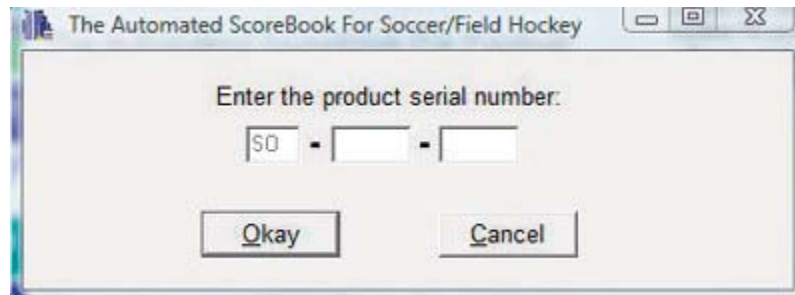 The Automated ScoreBook For Soccer/Field Hockey
Enter the product serial number:
SO - -
Okay Cancel